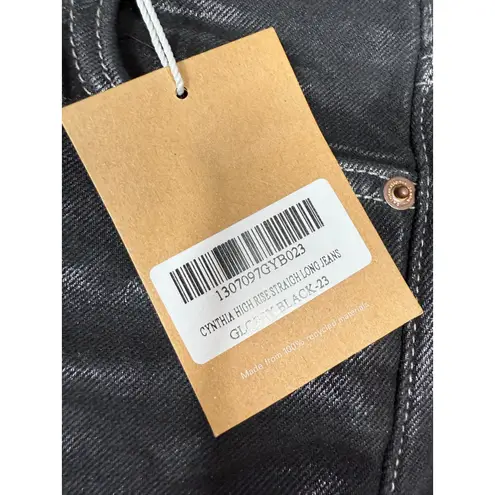 1307097GYB023
CYNTHIA HIGH RISE STRAIGH LONG JEANS
BLACK-23
Made from 100% recycled materials